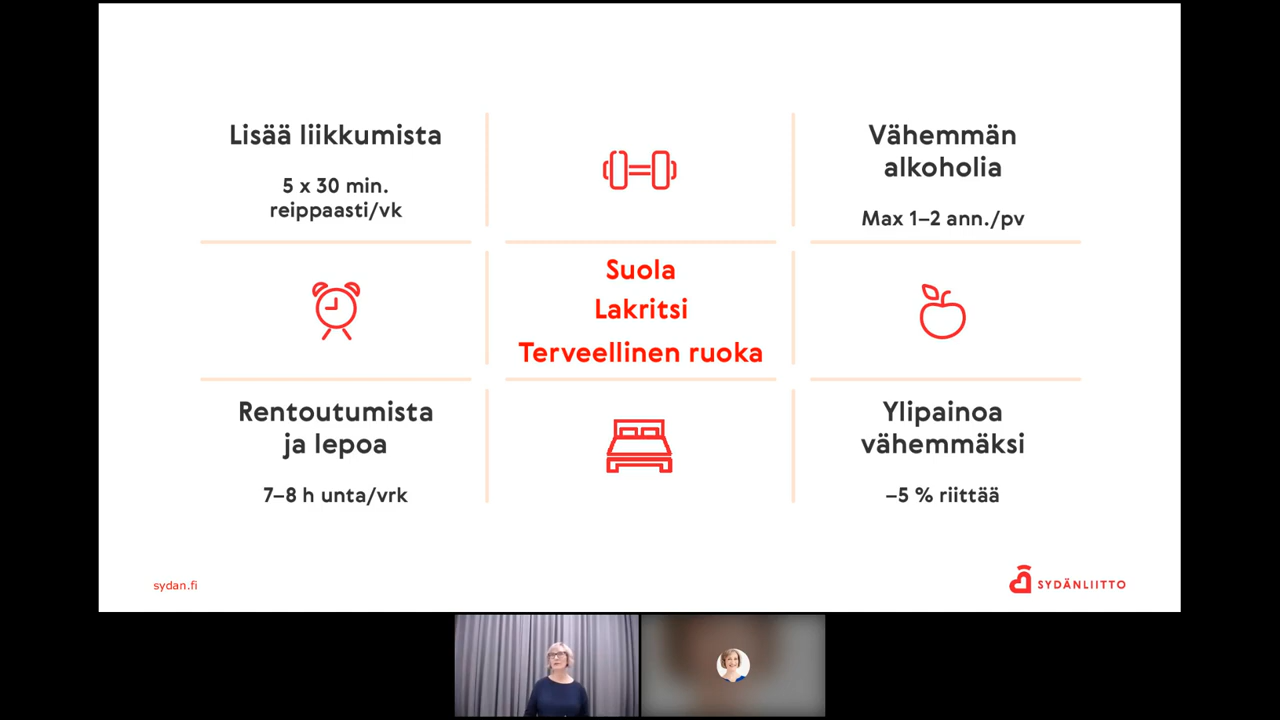 Lisää liikkumista
5 x 30 min.
reippaasti/vk
Vähemmän
alkoholia
Max 1–2 ann./pv
Suola
Lakritsi
Terveellinen ruoka
Rentoutumista
ja lepoa
7–8 h unta/vrk
Ylipainoa
vähemmäksi
–5 % riittää
sydan.fi
SYDÄNLIITTO